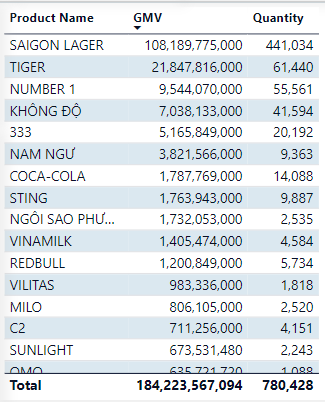 Product Name GMV Quantity
SAIGON LAGER 108,189,775,000 441,034
TIGER 21,847,816,000 61,440
NUMBER 1 9,544,070,000 55,561
KHÔNG ĐỘ 7,038,133,000 41,594
333 5,165,849,000 20,192
NAM NGƯ 3,821,566,000 9,363
COCA-COLA 1,787,769,000 14,088
STING 1,763,943,000 9,887
NGÔI SAO PHƯ... 1,732,053,000 2,535
VINAMILK 1,405,474,000 4,584
REDBULL 1,200,849,000 5,734
VILITAS 983,336,000 1,818
MILO 806,105,000 2,520
C2 711,256,000 4,151
SUNLIGHT 673,531,480 2,243
OMO 635,721,720 1,088
Total 184,223,567,094 780,428